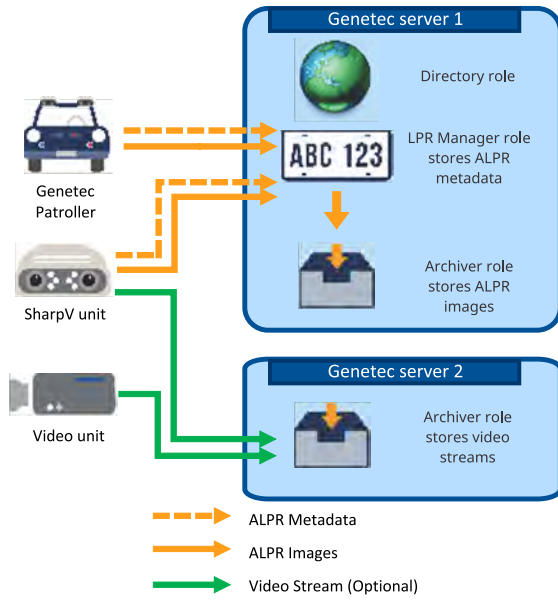 Genetec server 1
Directory role
ABC 123
LPR Manager role
stores ALPR
metadata
Genetec
Patroller
Archiver role
stores ALPR
images
SharpV unit
Genetec server 2
Video unit
Archiver role
stores video
streams
ALPR Metadata
ALPR Images
Video Stream (Optional)